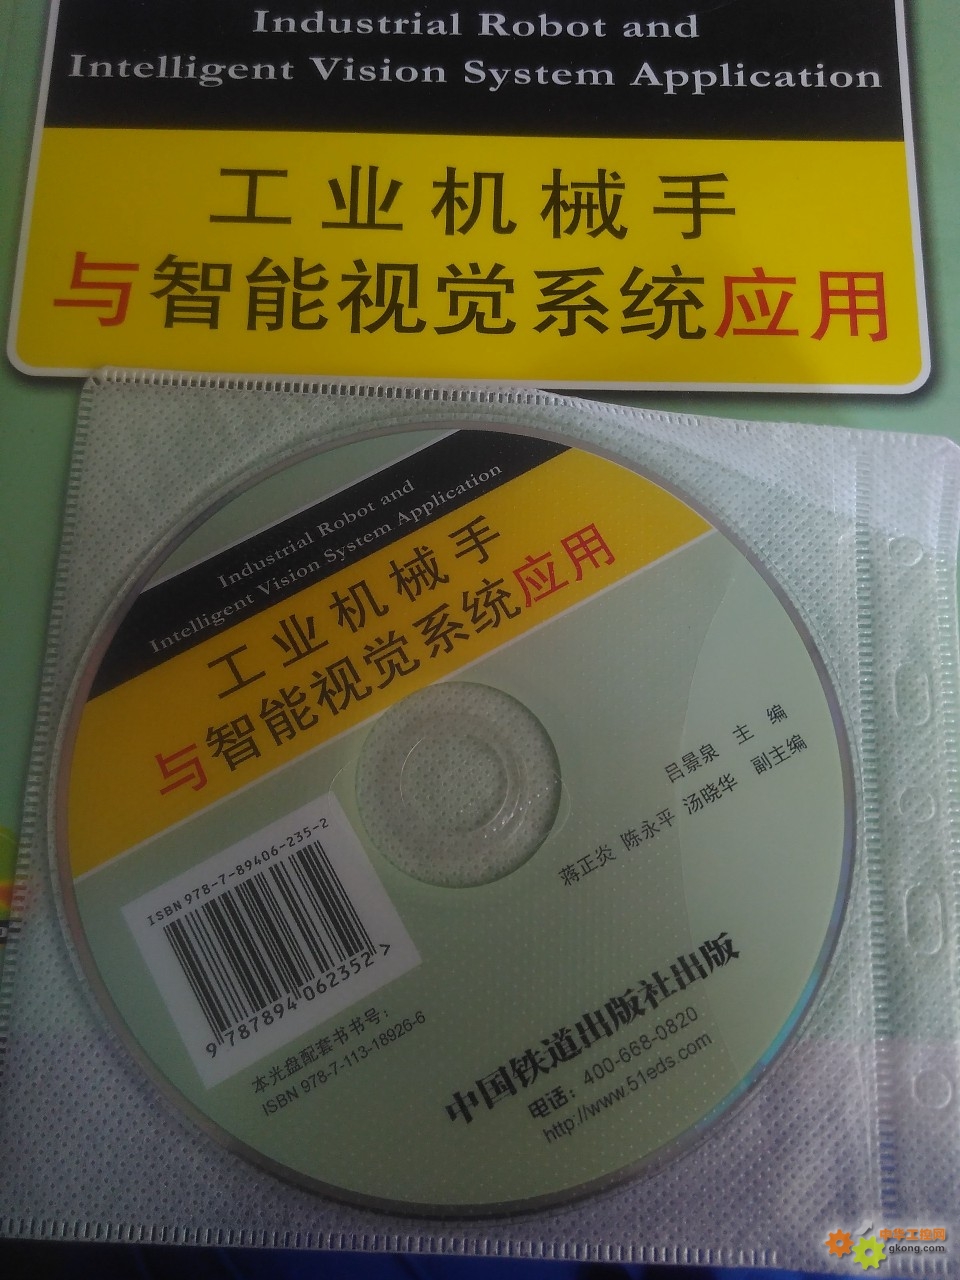 Industrial Robot and
Intelligent Vision System Application
工业机械手
与智能视觉系统应用
Industrial Robot and
Intelligent Vision System Application
工业机械手
与智能视觉系统应用
吕景泉 主 编
蒋正炎 陈永平 汤晓华 副主编
ISBN 978-7-89406-235-2
9 787894 062352 >
本光盘配套书书号：
ISBN 978-7-113-18926-6
中国铁道出版社出版
电话：400-668-0820
http://www.51eds.com
中华工控网
gkong.com